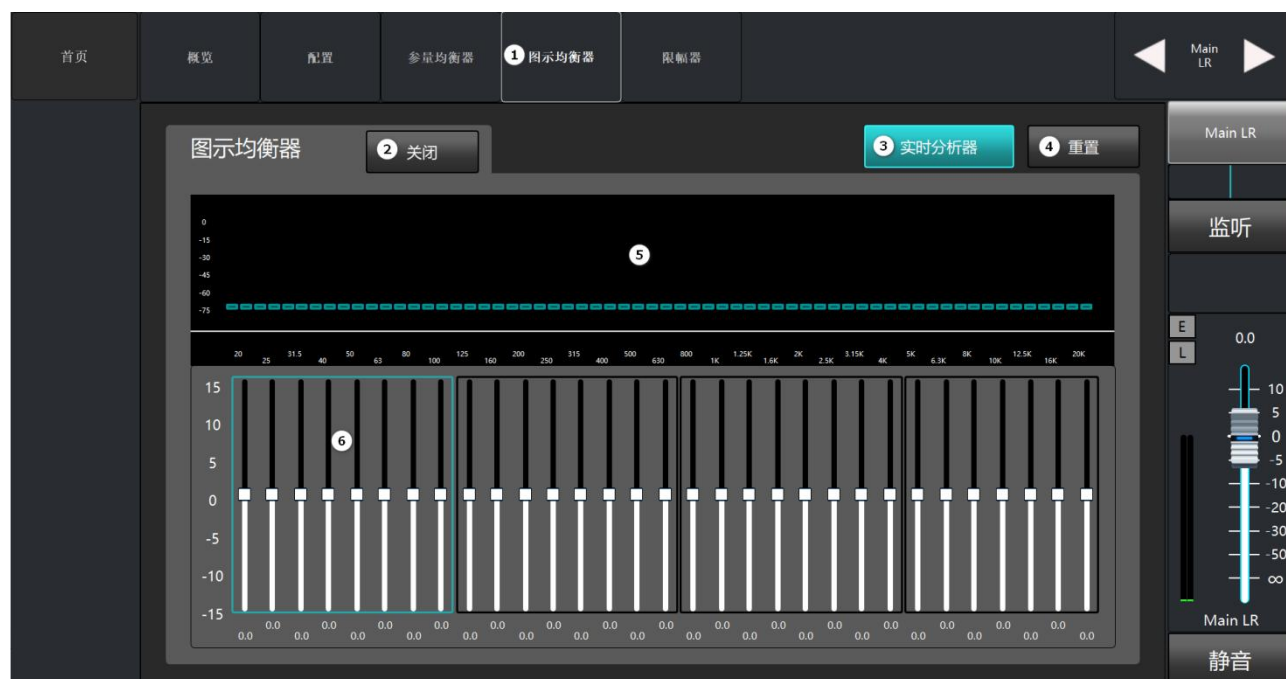 首页
概览
配置
参量均衡器
1 图示均衡器
限幅器
Main
LR
图示均衡器
2 关闭
3 实时分析器
4 重置
Main LR
监听
0
-15
-30
-45
-60
-75
5
20 25 31.5 40 50 63 80 100 125 160 200 250 315 400 500 630 800 1K 1.25K 1.6K 2K 2.5K 3.15K 4K 5K 6.3K 8K 10K 12.5K 16K 20K
15
10
5
0
-5
-10
-15
6
0.0 0.0 0.0 0.0 0.0 0.0 0.0 0.0 0.0 0.0 0.0 0.0 0.0 0.0 0.0 0.0 0.0 0.0 0.0 0.0 0.0 0.0 0.0 0.0 0.0 0.0 0.0 0.0 0.0 0.0 0.0
E
L
0.0
10
5
0
-5
-10
-20
-30
-50
∞
Main LR
静音